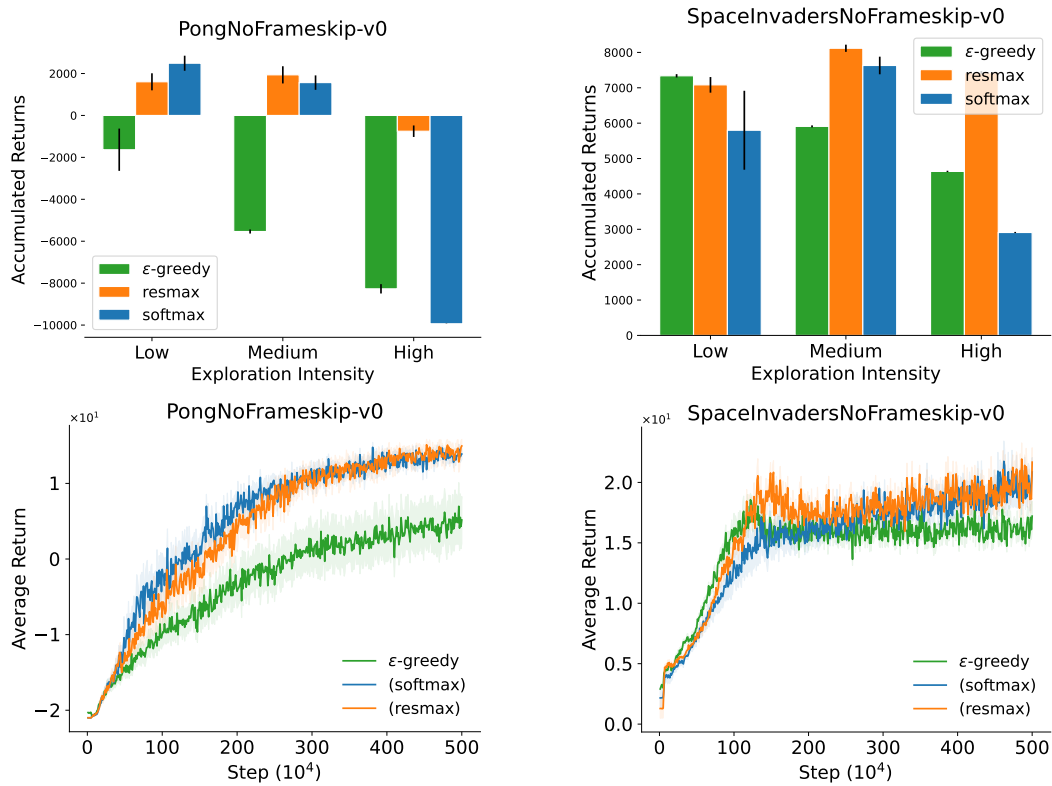 PongNoFrameskip-v0
2000
0
−2000
−4000
−6000
−8000
−10000
Accumulated Returns
ε-greedy
resmax
softmax
Low Medium High
Exploration Intensity
SpaceInvadersNoFrameskip-v0
8000
7000
6000
5000
4000
3000
2000
1000
0
Accumulated Returns
ε-greedy
resmax
softmax
Low Medium High
Exploration Intensity
PongNoFrameskip-v0
×10¹
1
0
−1
−2
Average Return
ε-greedy
(softmax)
(resmax)
0 100 200 300 400 500
Step (10⁴)
SpaceInvadersNoFrameskip-v0
×10¹
2.0
1.5
1.0
0.5
0.0
Average Return
ε-greedy
(softmax)
(resmax)
0 100 200 300 400 500
Step (10⁴)